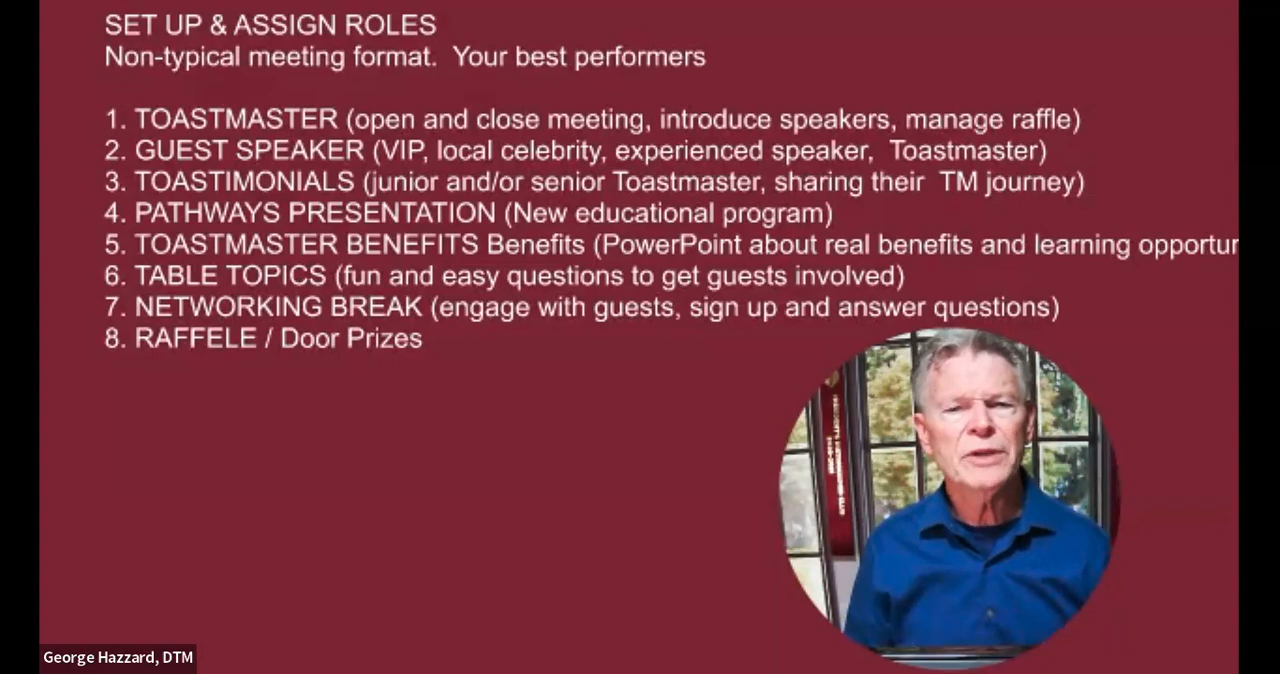 SET UP & ASSIGN ROLES
Non-typical meeting format.  Your best performers
1. TOASTMASTER (open and close meeting, introduce speakers, manage raffle)
2. GUEST SPEAKER (VIP, local celebrity, experienced speaker,  Toastmaster)
3. TOASTIMONIALS (junior and/or senior Toastmaster, sharing their  TM journey)
4. PATHWAYS PRESENTATION (New educational program)
5. TOASTMASTER BENEFITS Benefits (PowerPoint about real benefits and learning opportur
6. TABLE TOPICS (fun and easy questions to get guests involved)
7. NETWORKING BREAK (engage with guests, sign up and answer questions)
8. RAFFELE / Door Prizes
George Hazzard, DTM